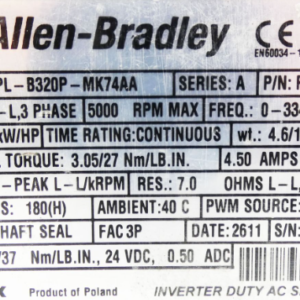 Allen-Bradley CE
EN60034-1
PL-B320P-MK74AA SERIES: A P/N:
L,3 PHASE 5000 RPM MAX FREQ.: 0-33
kW/HP TIME RATING:CONTINUOUS wt.: 4.6/1
TORQUE: 3.05/27 Nm/LB.IN. 4.50 AMPS
-PEAK L-L/kRPM RES.: 7.0 OHMS L-L
S: 180(H) AMBIENT:40 C PWM SOURCE:
HAFT SEAL FAC 3P DATE: 2611 S/N:
/37 Nm/LB.IN., 24 VDC, 0.50 ADC
Product of Poland INVERTER DUTY AC S